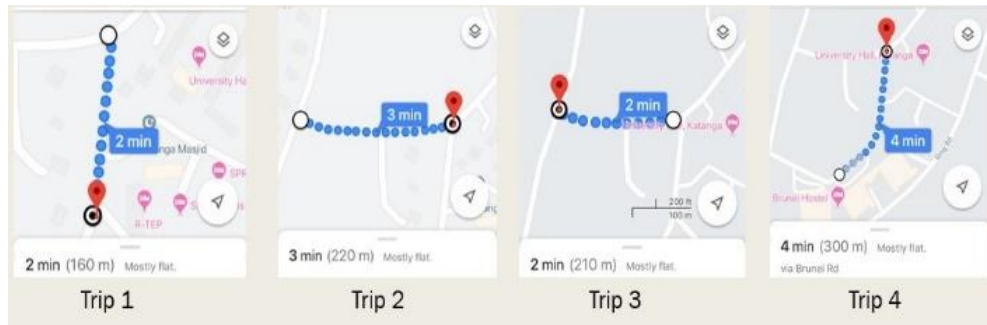 University Ha
2 min
nga Masjid
SPR
R-TEP
2 min (160 m) Mostly flat.
Trip 1
3 min
3 min (220 m) Mostly flat.
Trip 2
2 min
Katanga
200 ft
100 m
2 min (210 m) Mostly flat.
Trip 3
University Hall, Katanga
4 min
Brunei Hostel
4 min (300 m) Mostly flat.
via Brunei Rd
Trip 4